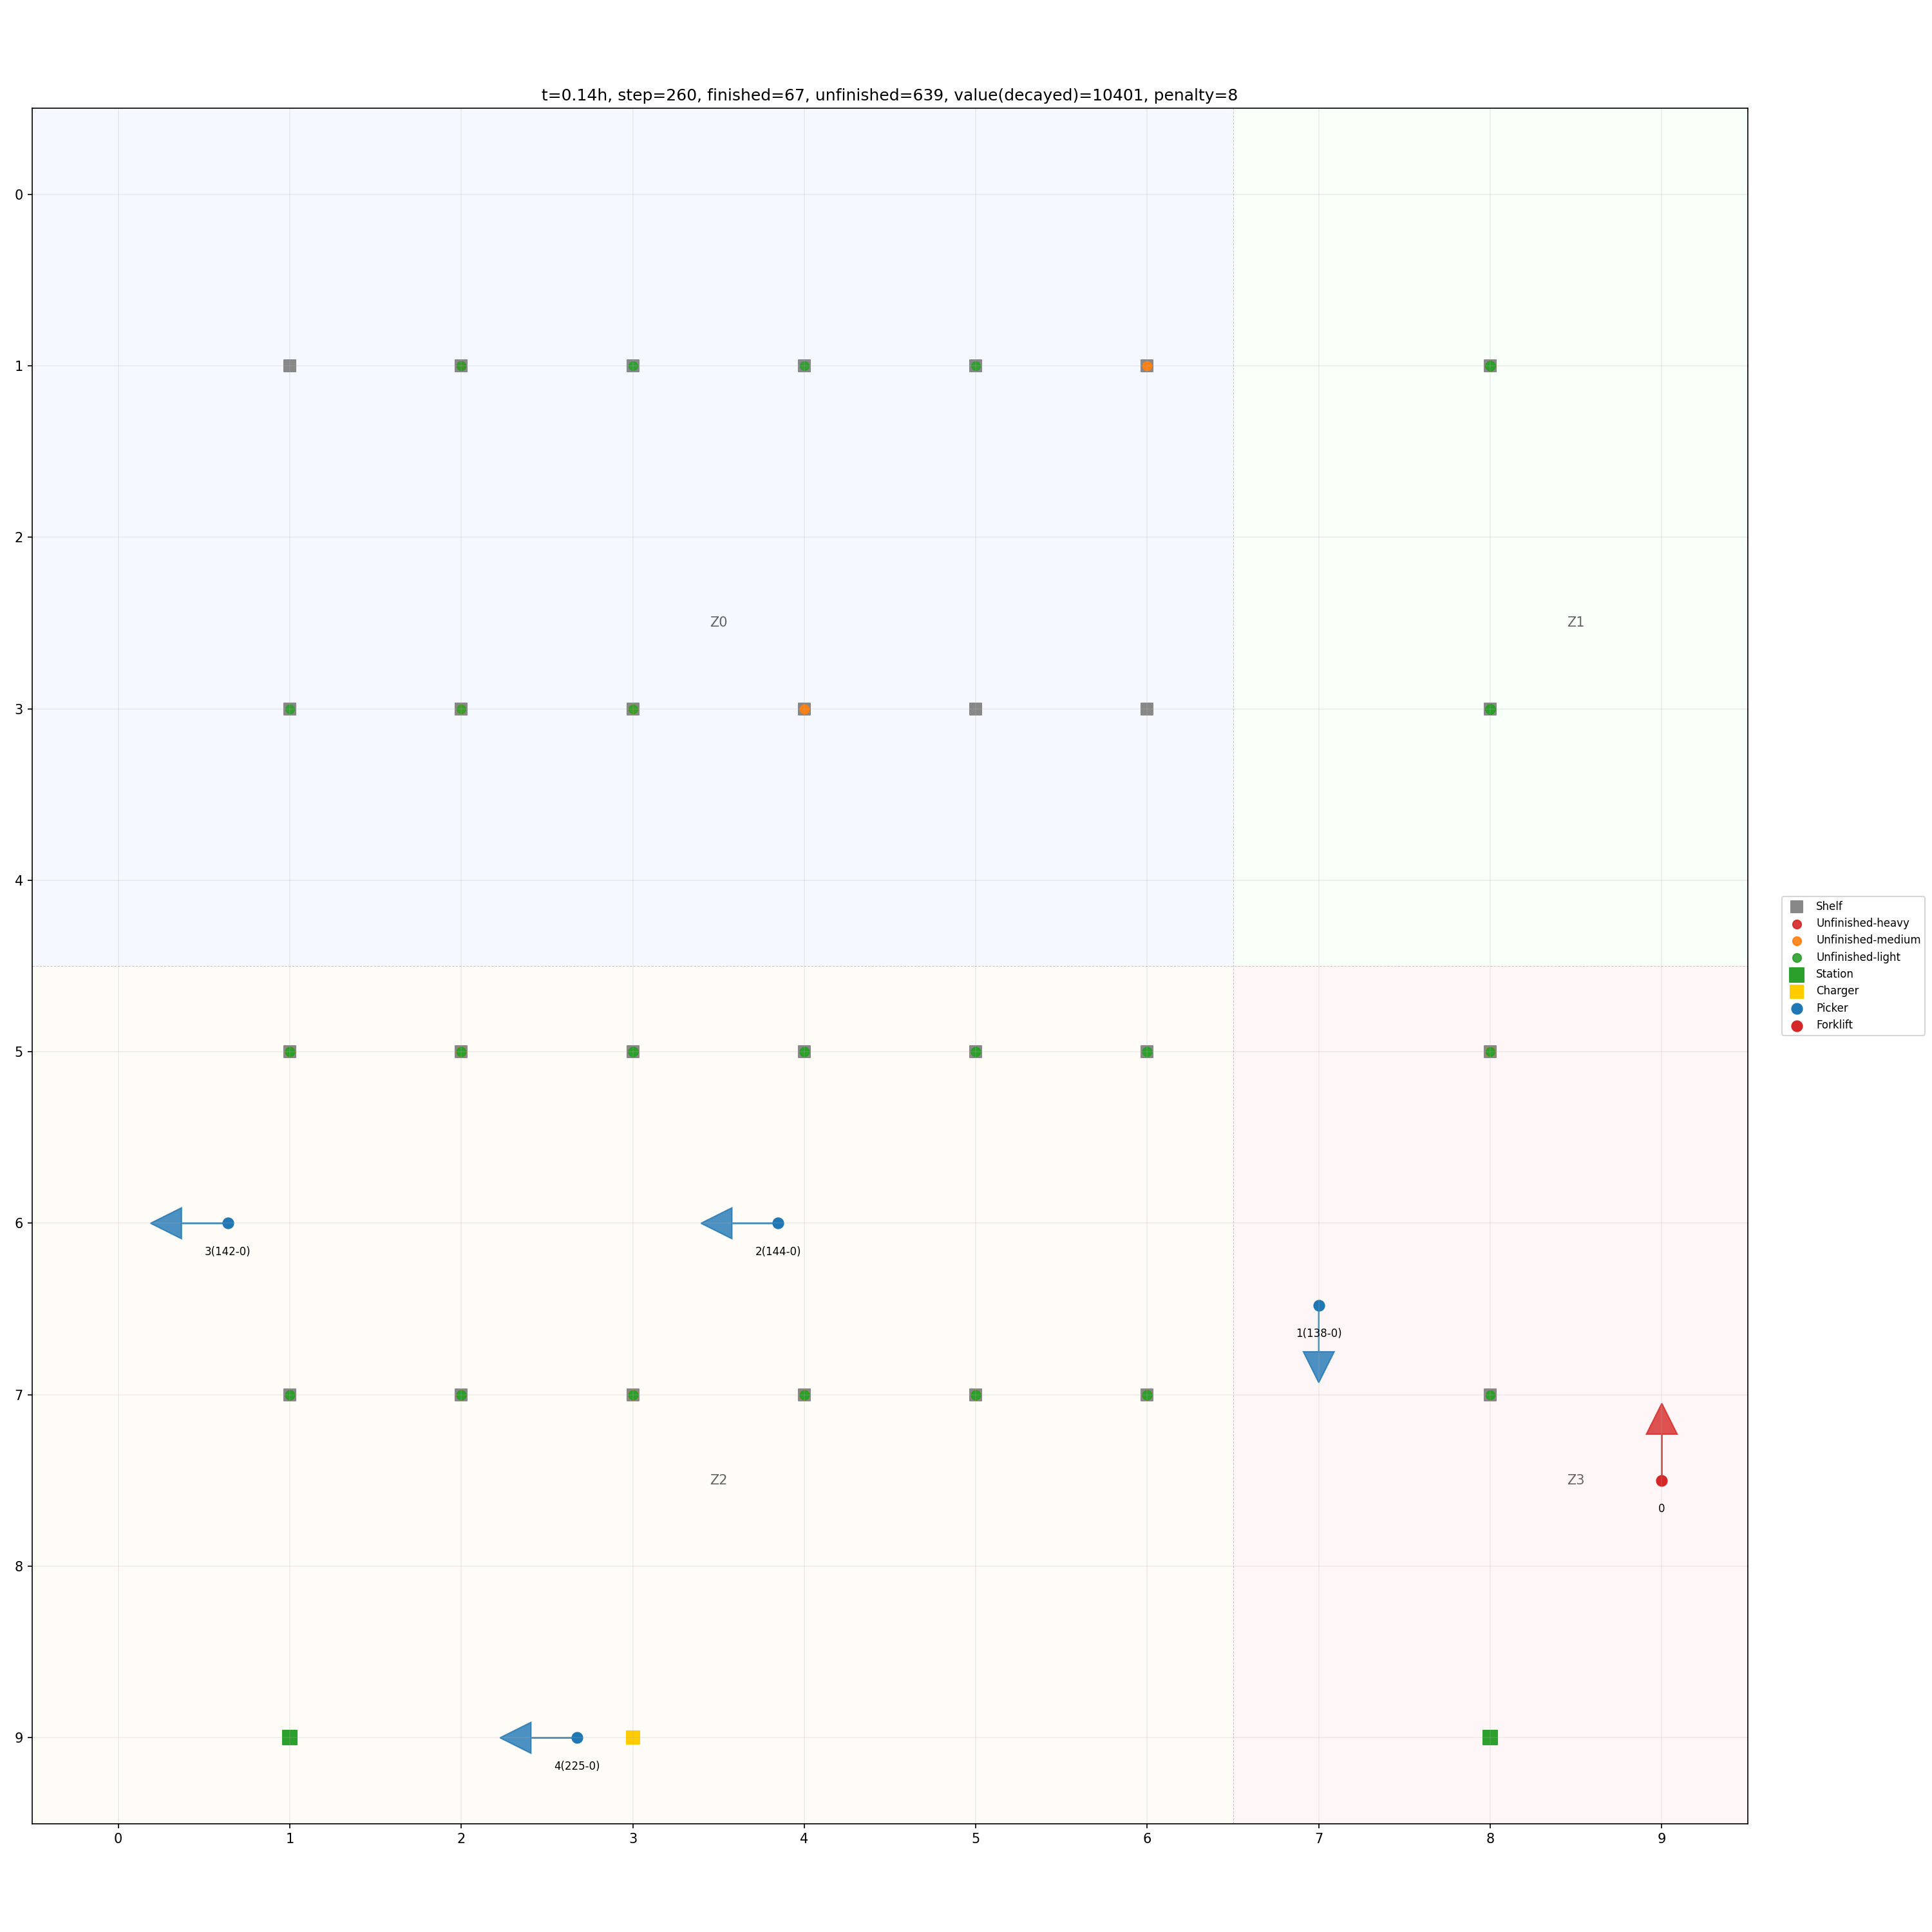 t=0.14h, step=260, finished=67, unfinished=639, value(decayed)=10401, penalty=8
0
1
2
Z0
Z1
3
4
Shelf
Unfinished-heavy
Unfinished-medium
Unfinished-light
Station
Charger
Picker
Forklift
5
6
3(142-0)
2(144-0)
1(138-0)
7
Z2
Z3
0
8
9
4(225-0)
0
1
2
3
4
5
6
7
8
9